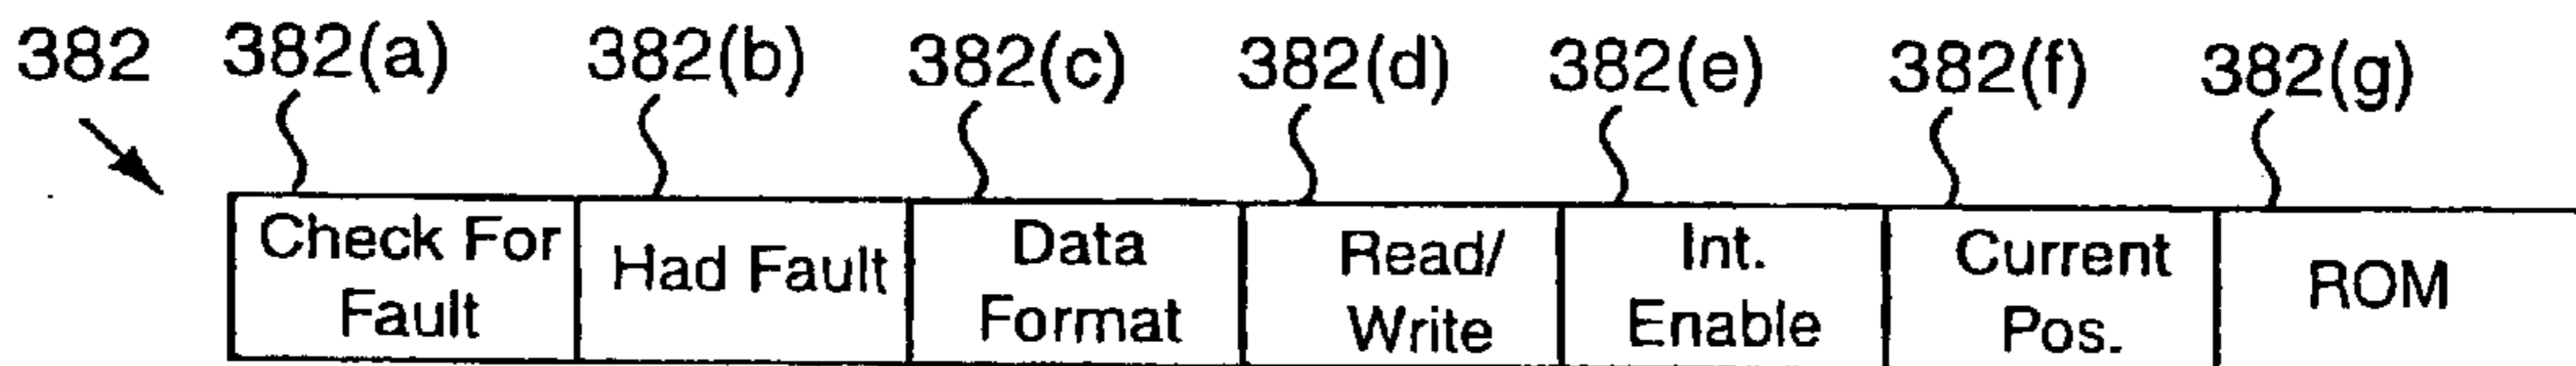 382 382(a) 382(b) 382(c) 382(d) 382(e) 382(f) 382(g)
Check For
Fault
Had Fault
Data
Format
Read/
Write
Int.
Enable
Current
Pos.
ROM